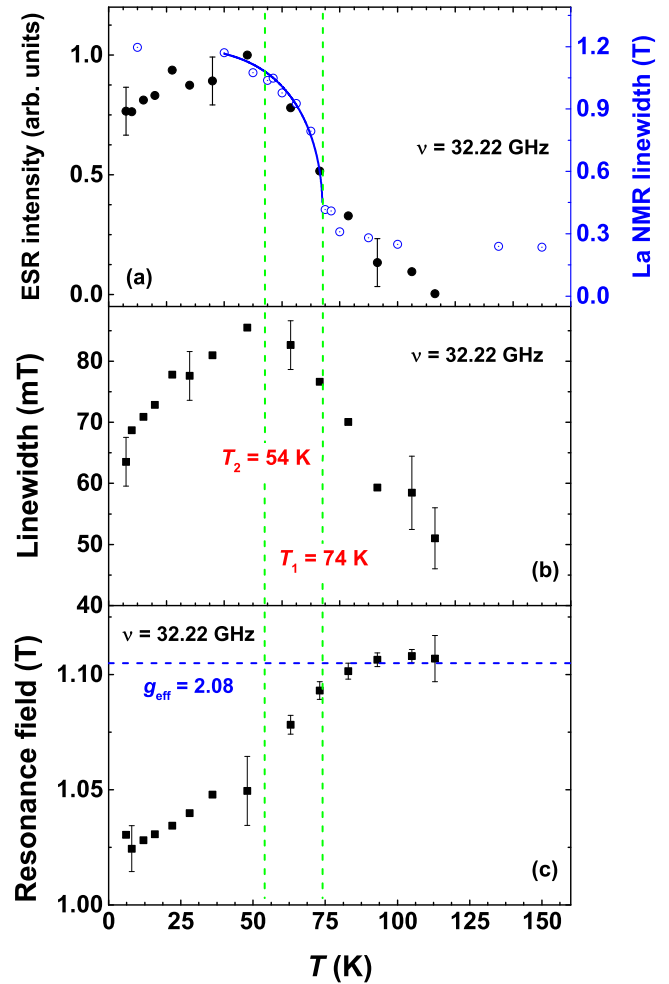 ESR intensity (arb. units)
1.0
0.5
0.0
ν = 32.22 GHz
(a)
1.2
0.9
0.6
0.3
0.0
La NMR linewidth (T)
Linewidth (mT)
80
70
60
50
40
ν = 32.22 GHz
T2 = 54 K
T1 = 74 K
(b)
Resonance field (T)
1.10
1.05
1.00
ν = 32.22 GHz
geff = 2.08
(c)
0 25 50 75 100 125 150
T (K)